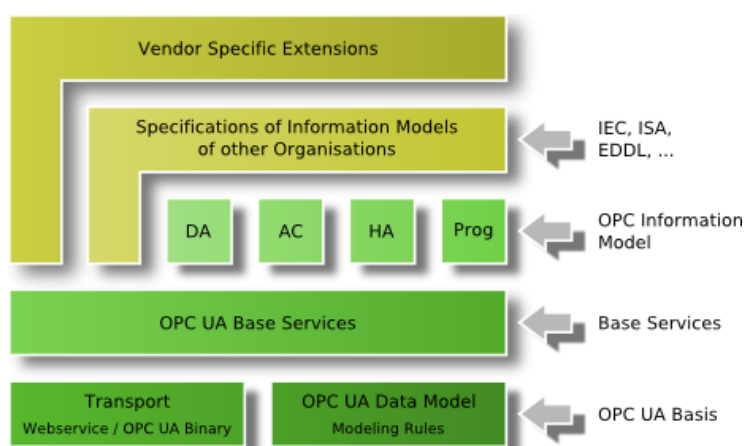 Vendor Specific Extensions
Specifications of Information Models
of other Organisations
IEC, ISA,
EDDL, ...
DA
AC
HA
Prog
OPC Information
Model
OPC UA Base Services
Base Services
Transport
Webservice / OPC UA Binary
OPC UA Data Model
Modeling Rules
OPC UA Basis